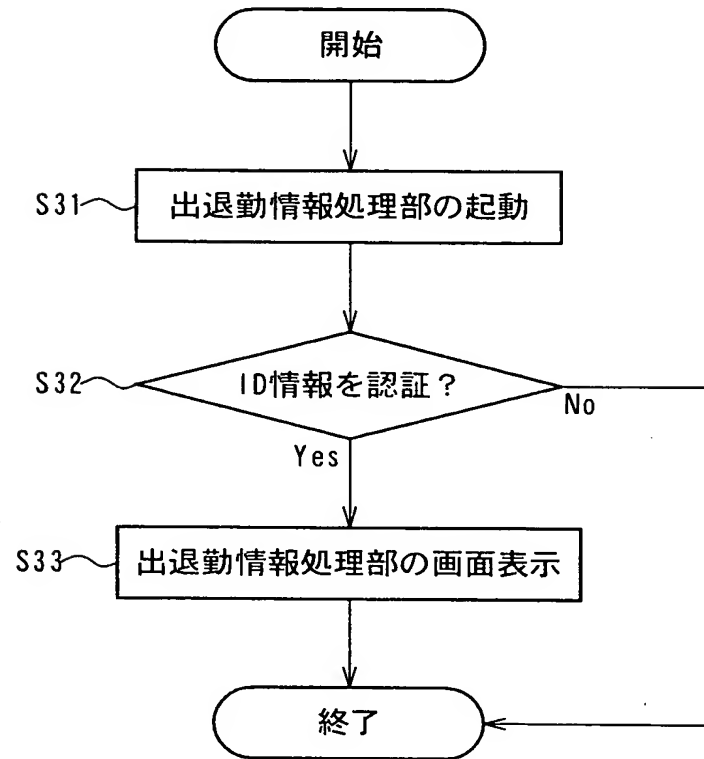 開始
S31 出退勤情報処理部の起動
S32 ID情報を認証?
No
Yes
S33 出退勤情報処理部の画面表示
終了